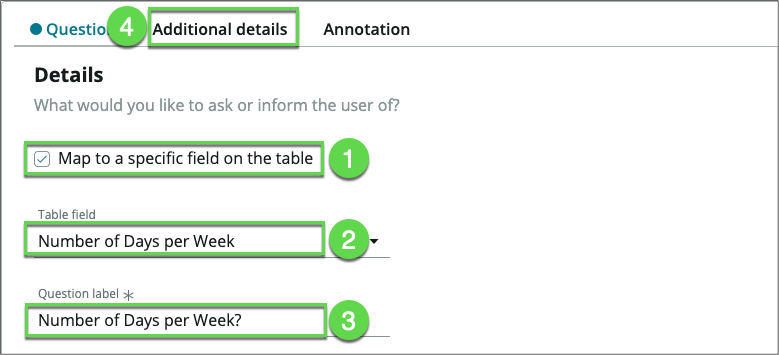 Question 4 Additional details Annotation
Details
What would you like to ask or inform the user of?
Map to a specific field on the table 1
Table field
Number of Days per Week 2
Question label *
Number of Days per Week? 3